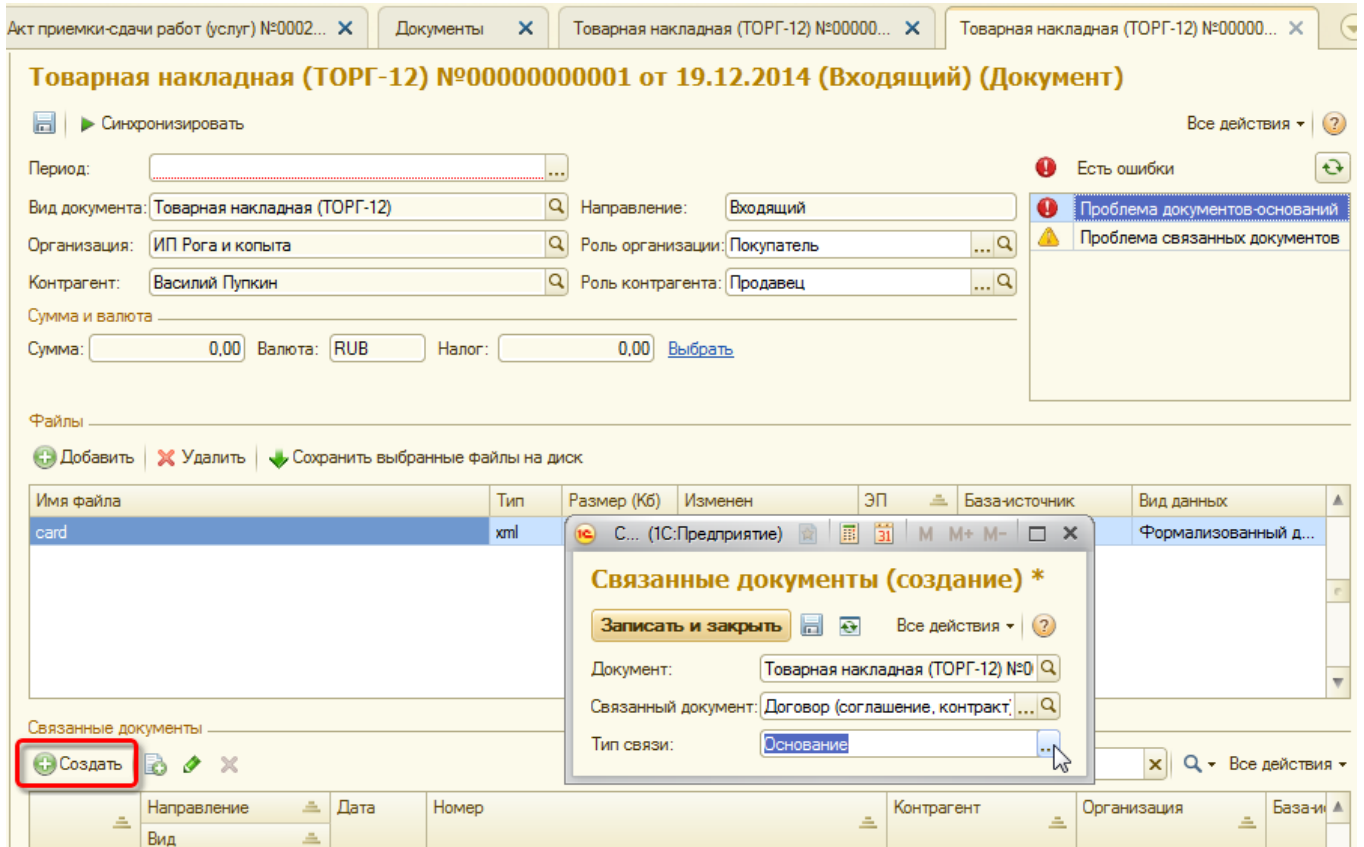 Акт приемки-сдачи работ (услуг) №0002... Документы Товарная накладная (ТОРГ-12) №00000... Товарная накладная (ТОРГ-12) №00000...
Товарная накладная (ТОРГ-12) №00000000001 от 19.12.2014 (Входящий) (Документ)
Синхронизировать Все действия
Период: ... Есть ошибки
Вид документа: Товарная накладная (ТОРГ-12) Направление: Входящий Проблема документов-оснований
Организация: ИП Рога и копыта Роль организации: Покупатель ... Проблема связанных документов
Контрагент: Василий Пупкин Роль контрагента: Продавец ...
Сумма и валюта
Сумма: 0,00 Валюта: RUB Налог: 0,00 Выбрать
Файлы
Добавить Удалить Сохранить выбранные файлы на диск
Имя файла Тип Размер (Кб) Изменен ЭП База-источник Вид данных
card xml Формализованный д...
С... (1С:Предприятие) 31 M M+ M-
Связанные документы (создание) *
Записать и закрыть Все действия ?
Документ: Товарная накладная (ТОРГ-12) №0
Связанный документ: Договор (соглашение, контракт) ...
Тип связи: Основание ...
Связанные документы
Создать Все действия
Направление Дата Номер Контрагент Организация База-и
Вид